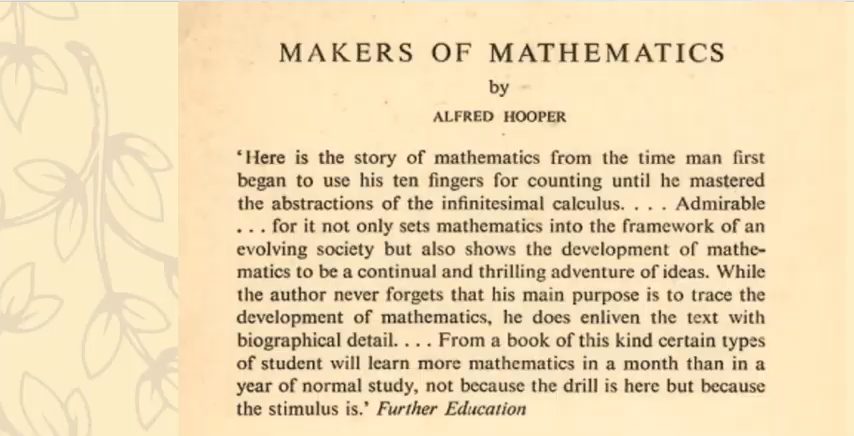 MAKERS OF MATHEMATICS
by
ALFRED HOOPER
‘Here is the story of mathematics from the time man first
began to use his ten fingers for counting until he mastered
the abstractions of the infinitesimal calculus. . . . Admirable
. . . for it not only sets mathematics into the framework of an
evolving society but also shows the development of mathe-
matics to be a continual and thrilling adventure of ideas. While
the author never forgets that his main purpose is to trace the
development of mathematics, he does enliven the text with
biographical detail. . . . From a book of this kind certain types
of student will learn more mathematics in a month than in a
year of normal study, not because the drill is here but because
the stimulus is.’ Further Education